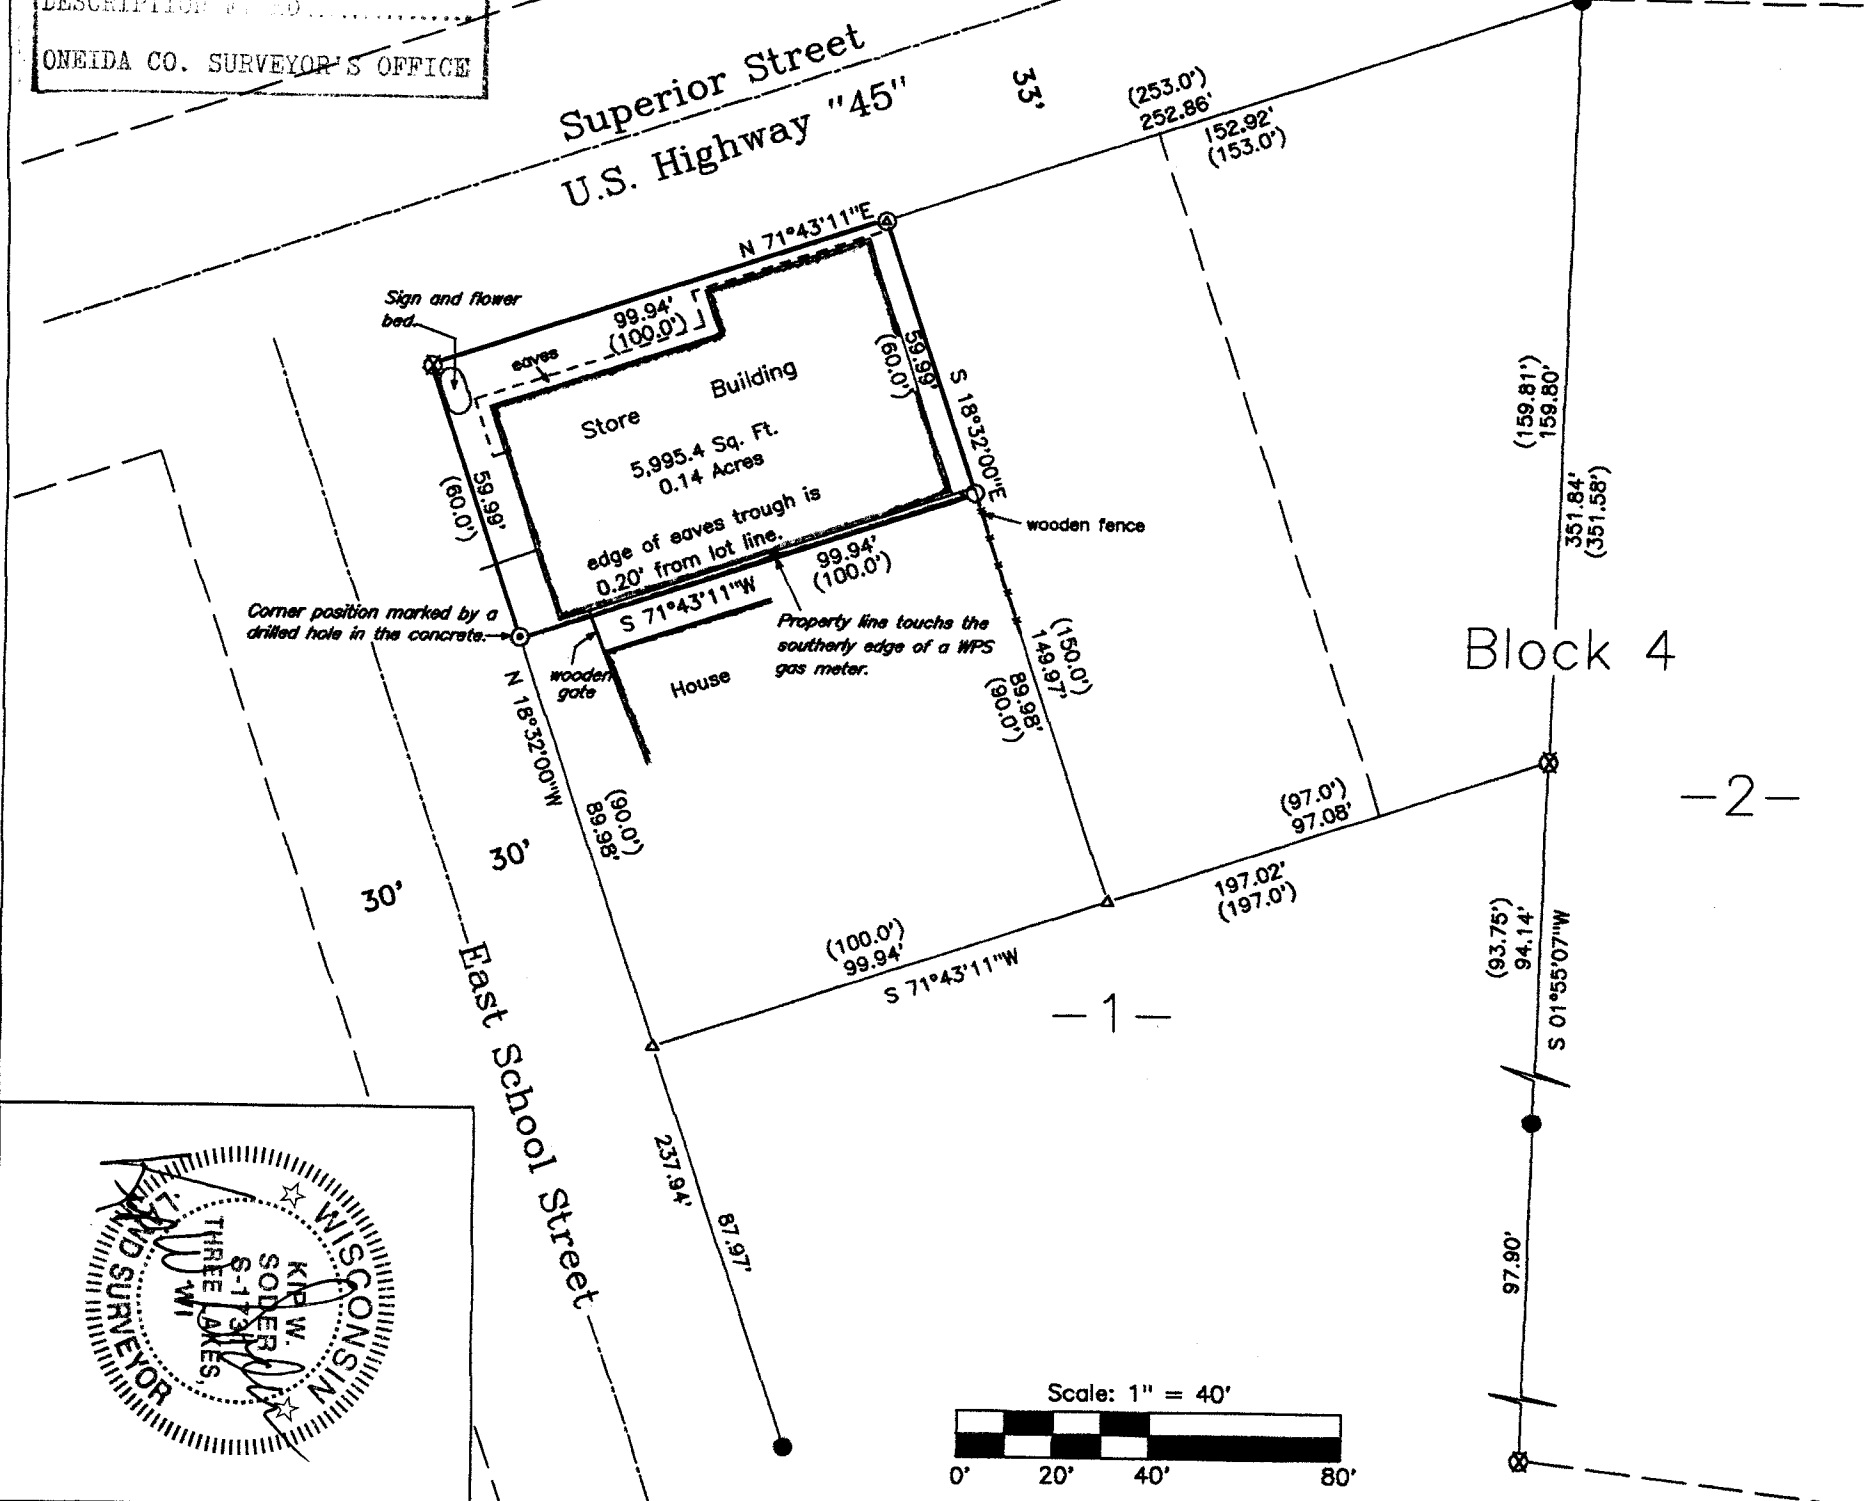 ONEIDA CO. SURVEYOR'S OFFICE
Superior Street
U.S. Highway "45"
33'
(253.0')
252.86'
152.92'
(153.0')
N 71°43'11"E
99.94'
(100.0')
Sign and flower
bed.
eaves
Store Building
5,995.4 Sq. Ft.
0.14 Acres
edge of eaves trough is
0.20' from lot line.
59.99'
(60.0')
59.99'
(60.0')
S 18°32'00"E
wooden fence
99.94'
(100.0')
S 71°43'11"W
Corner position marked by a
drilled hole in the concrete.
Property line touchs the
southerly edge of a WPS
gas meter.
wooden
gate
House
N 18°32'00"W
(90.0')
89.98'
(150.0')
149.97'
89.98'
(90.0')
(159.81')
159.80'
351.84'
(351.58')
Block 4
-2-
(97.0')
97.08'
197.02'
(197.0')
(100.0')
99.94'
S 71°43'11"W
-1-
(93.75')
94.14'
S 01°55'07"W
30'
30'
East School Street
237.94'
87.97'
97.90'
WISCONSIN
KIP W.
SODER
THREE LAKES,
WI
LAND SURVEYOR
Scale: 1" = 40'
0' 20' 40' 80'